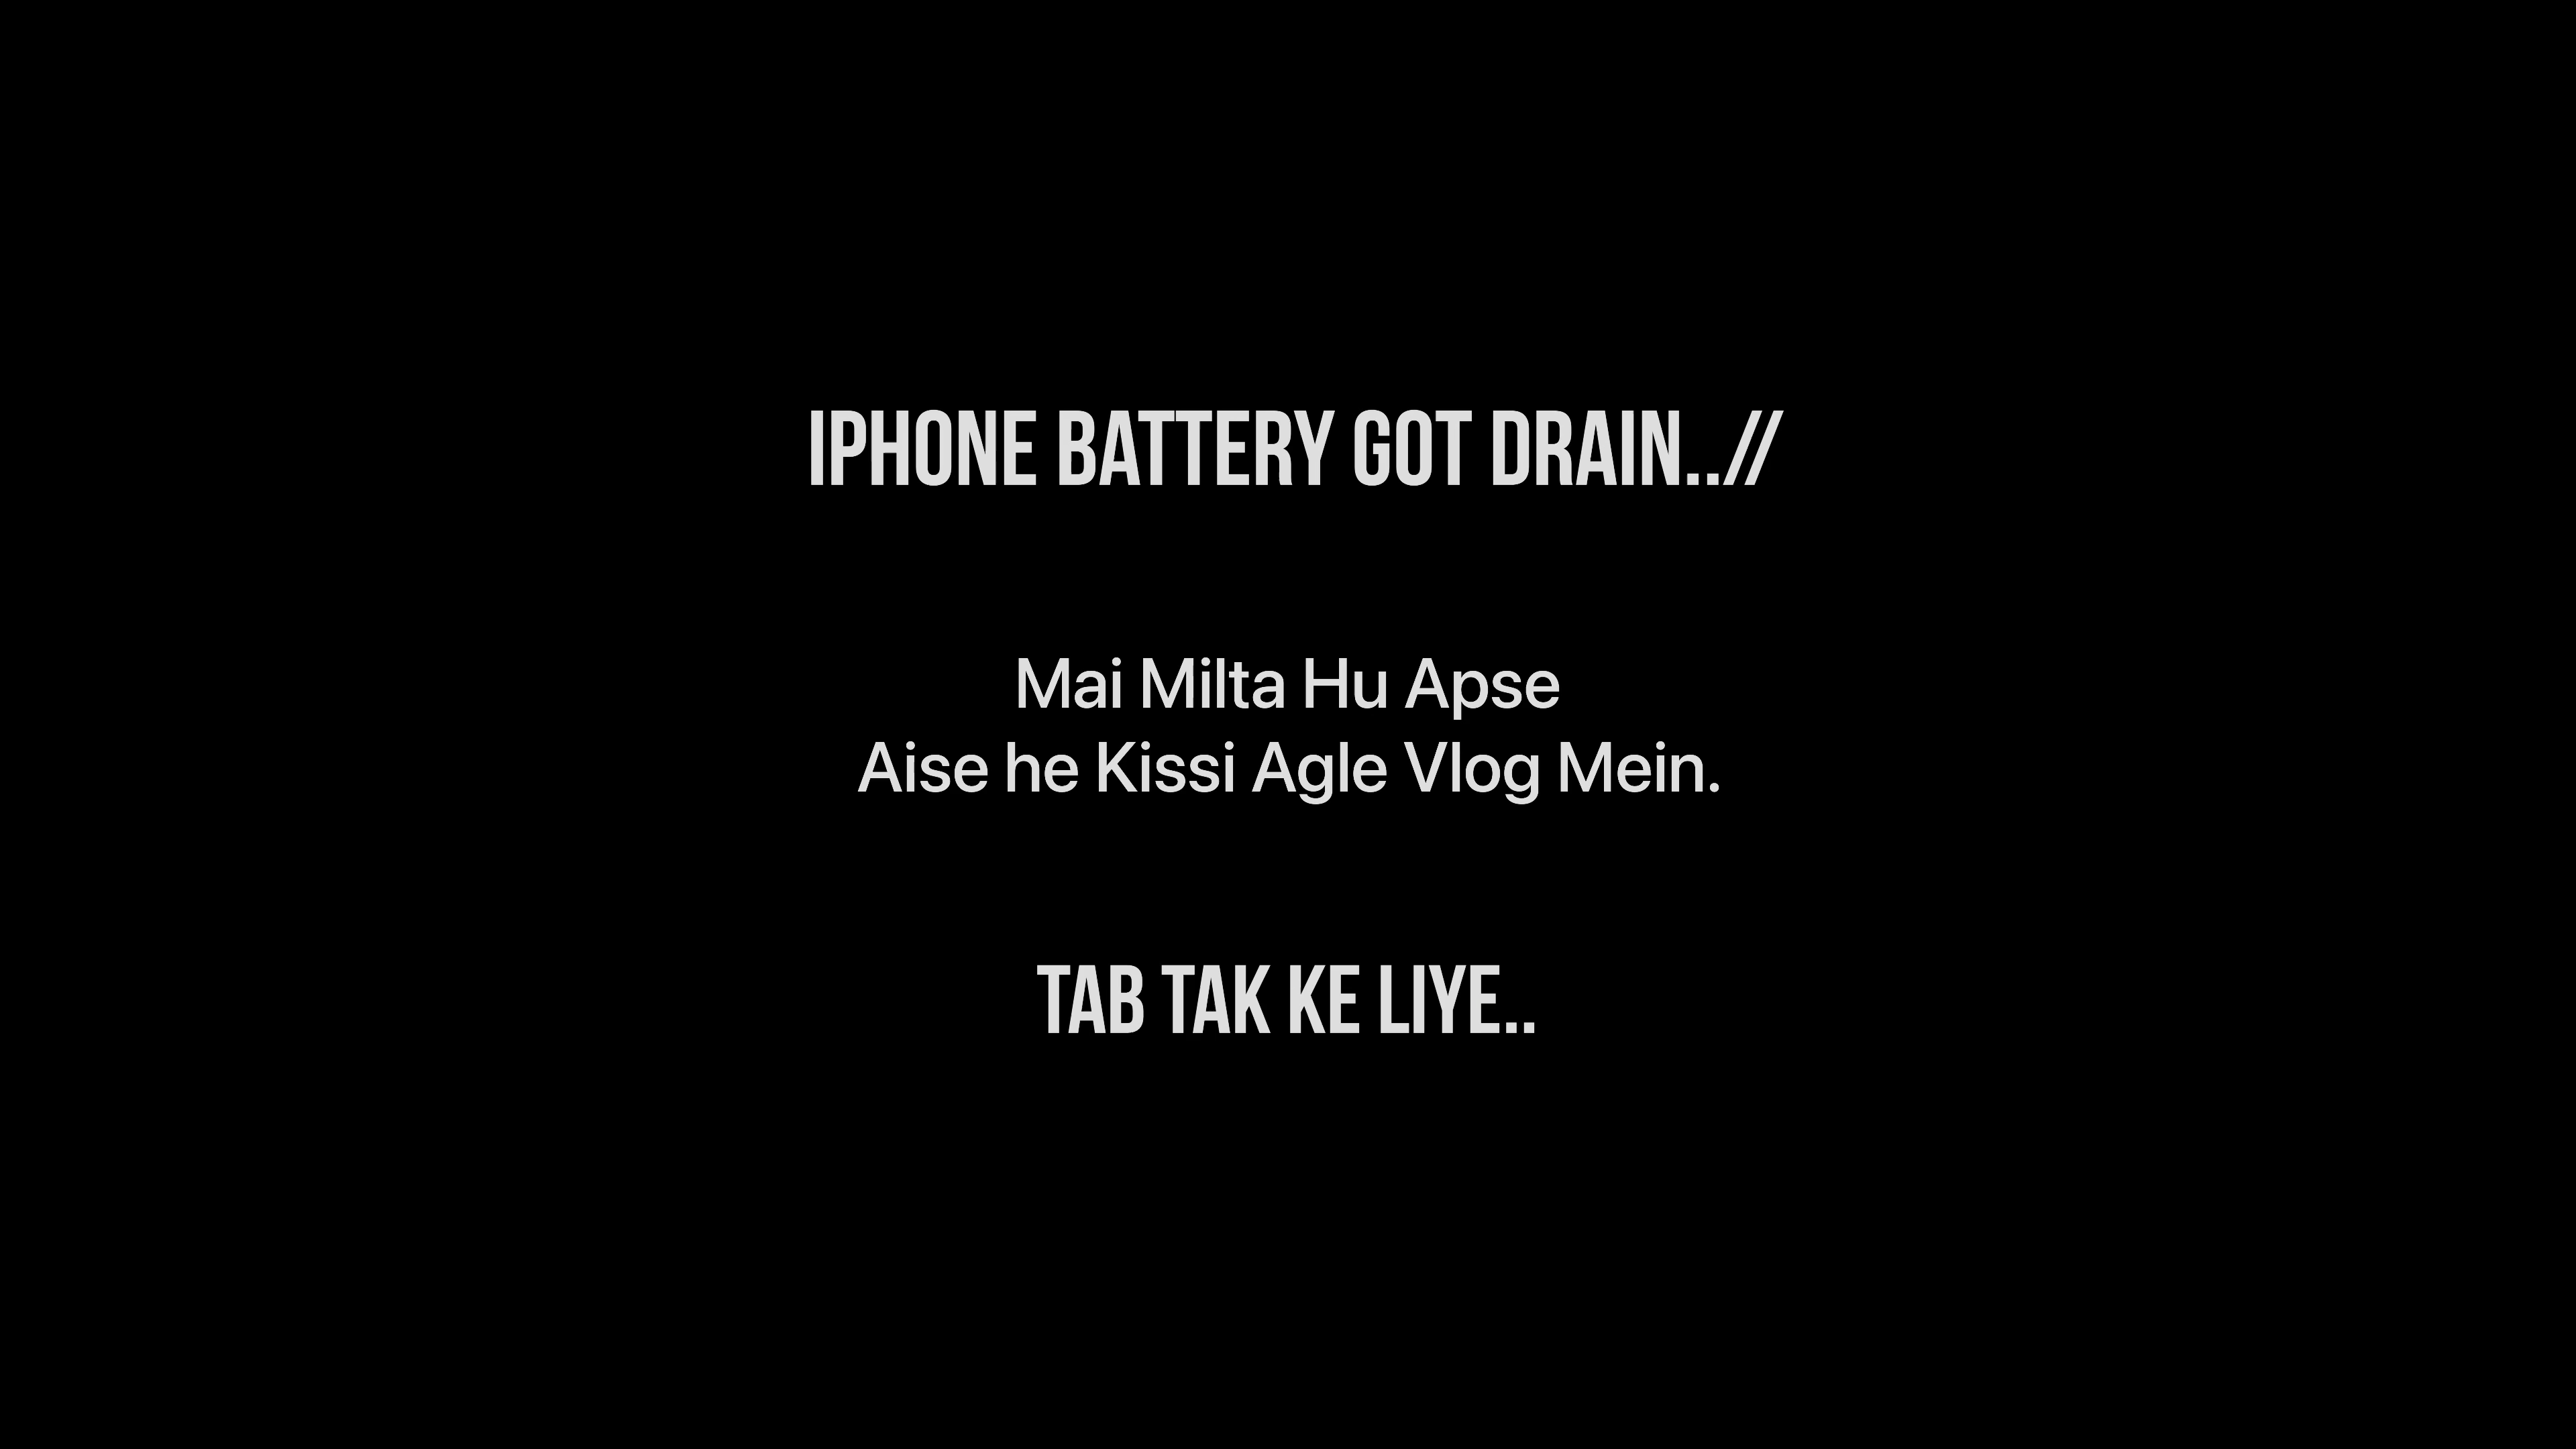 IPHONE BATTERY GOT DRAIN..//
Mai Milta Hu Apse
Aise he Kissi Agle Vlog Mein.
TAB TAK KE LIYE..